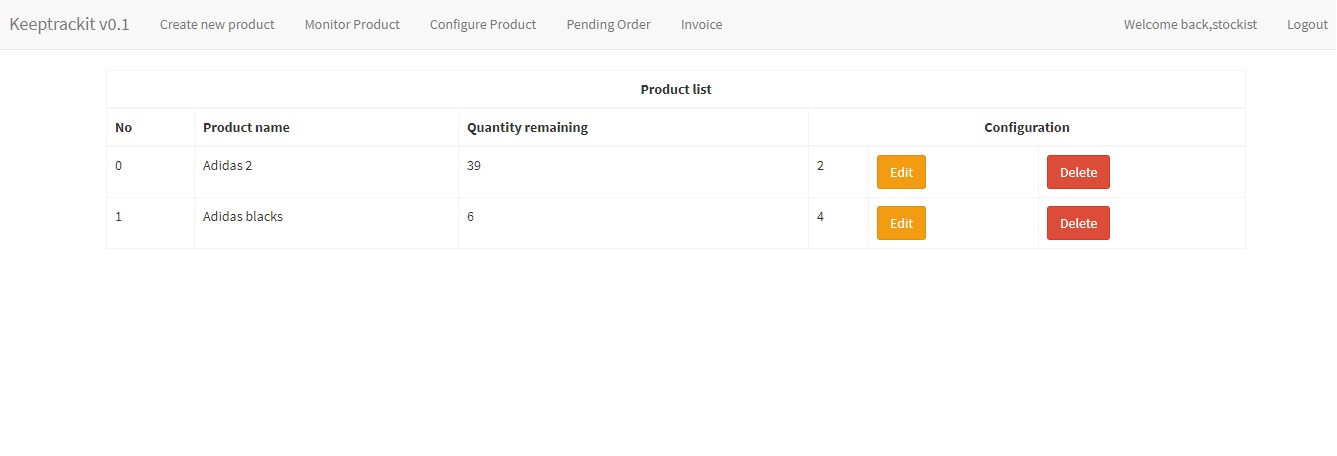 Keeptrackit v0.1 Create new product Monitor Product Configure Product Pending Order Invoice Welcome back,stockist Logout
Product list
No Product name Quantity remaining Configuration
0 Adidas 2 39 2 Edit Delete
1 Adidas blacks 6 4 Edit Delete